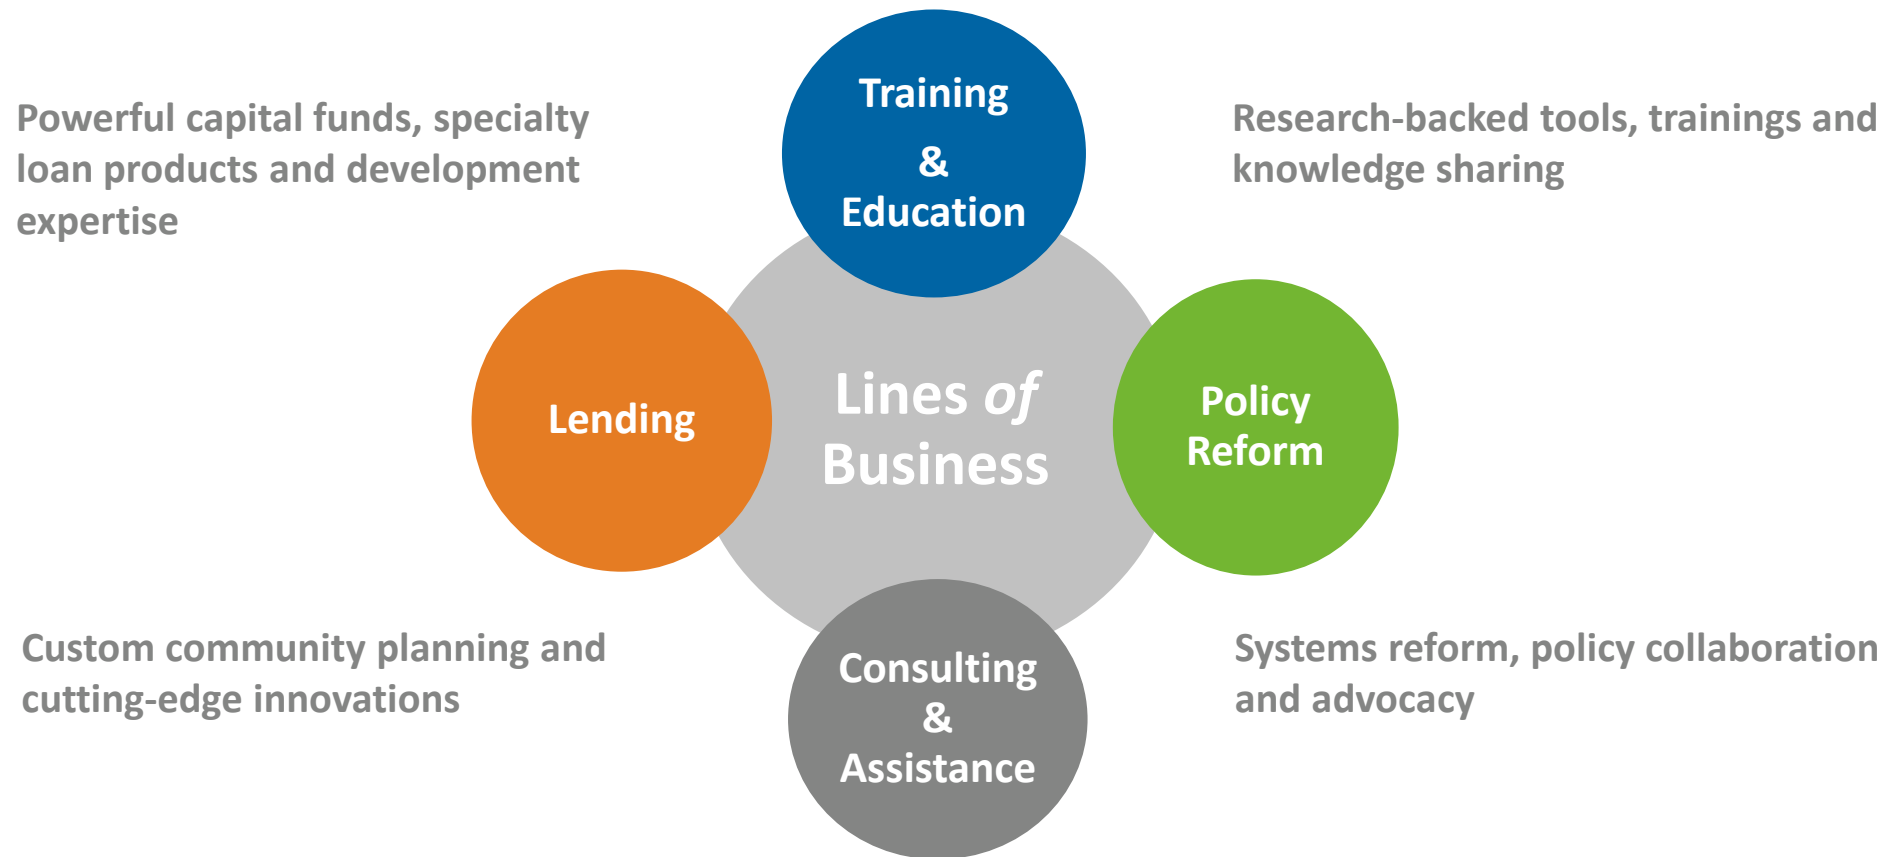 Training
&
Education
Powerful capital funds, specialty
loan products and development
expertise
Research-backed tools, trainings and
knowledge sharing
Lending
Lines of
Business
Policy
Reform
Custom community planning and
cutting-edge innovations
Consulting
&
Assistance
Systems reform, policy collaboration
and advocacy